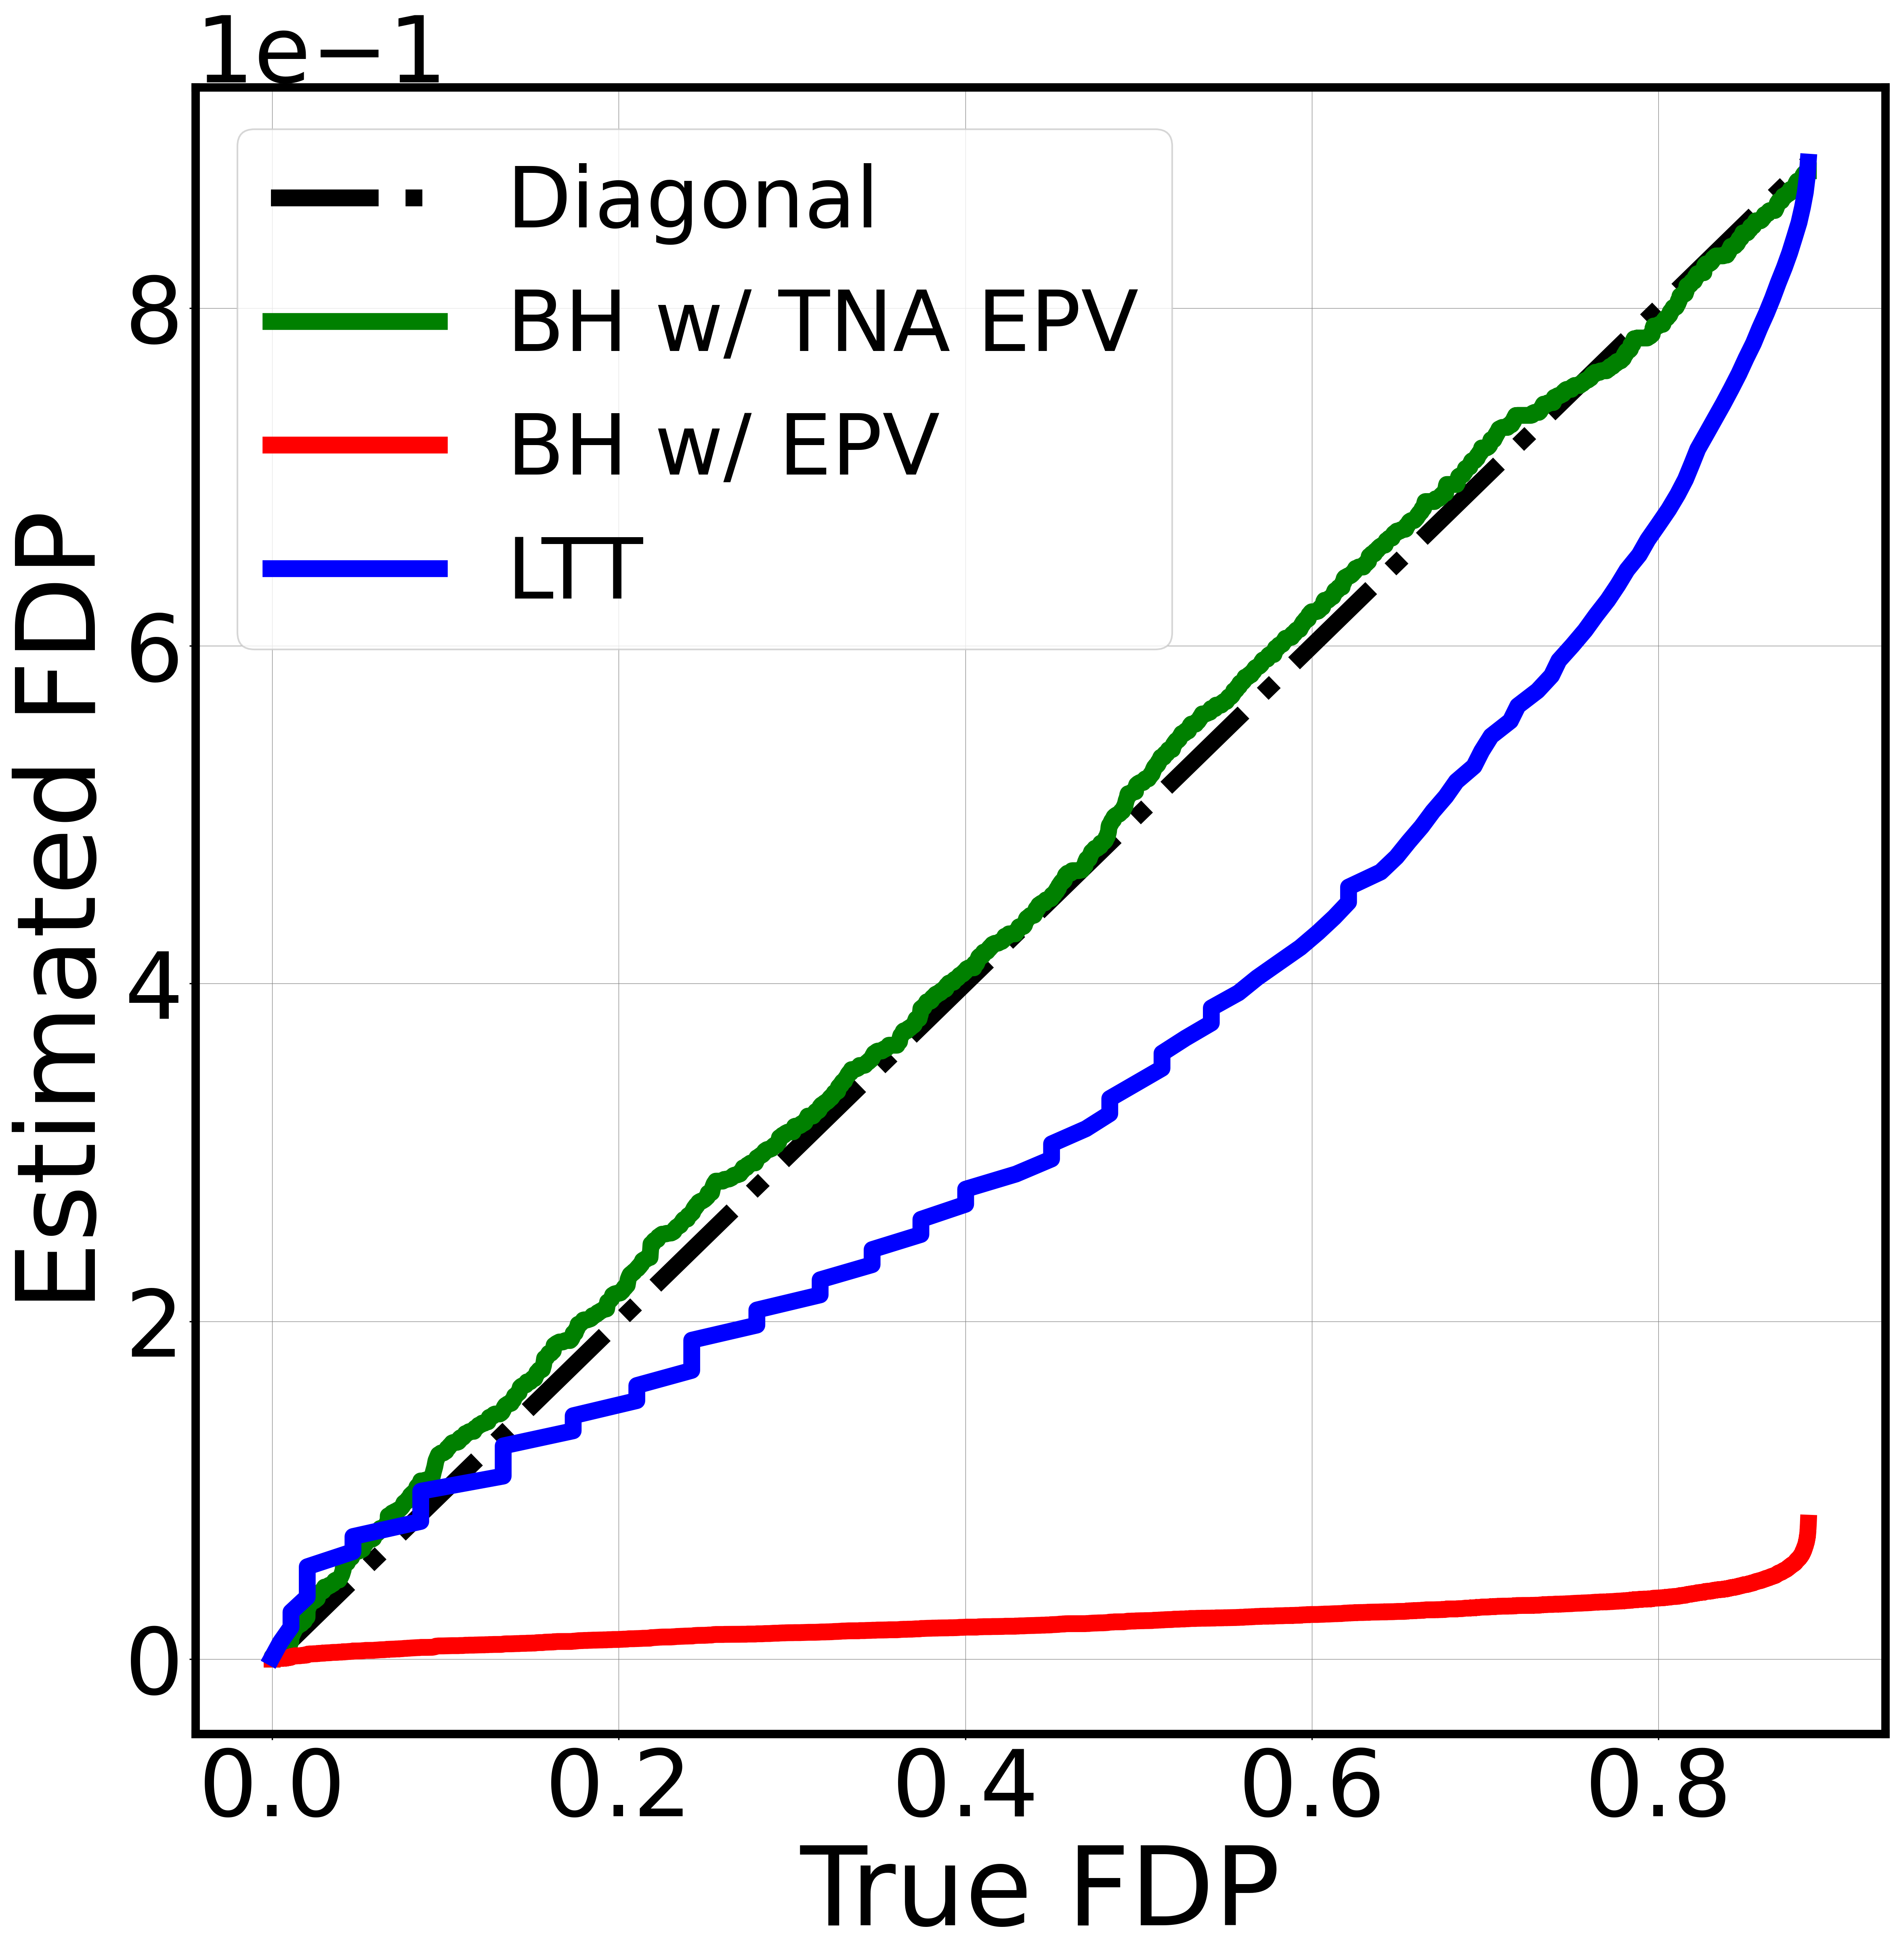 1e−1
Diagonal
BH w/ TNA EPV
BH w/ EPV
LTT
Estimated FDP
8
6
4
2
0
0.0 0.2 0.4 0.6 0.8
True FDP